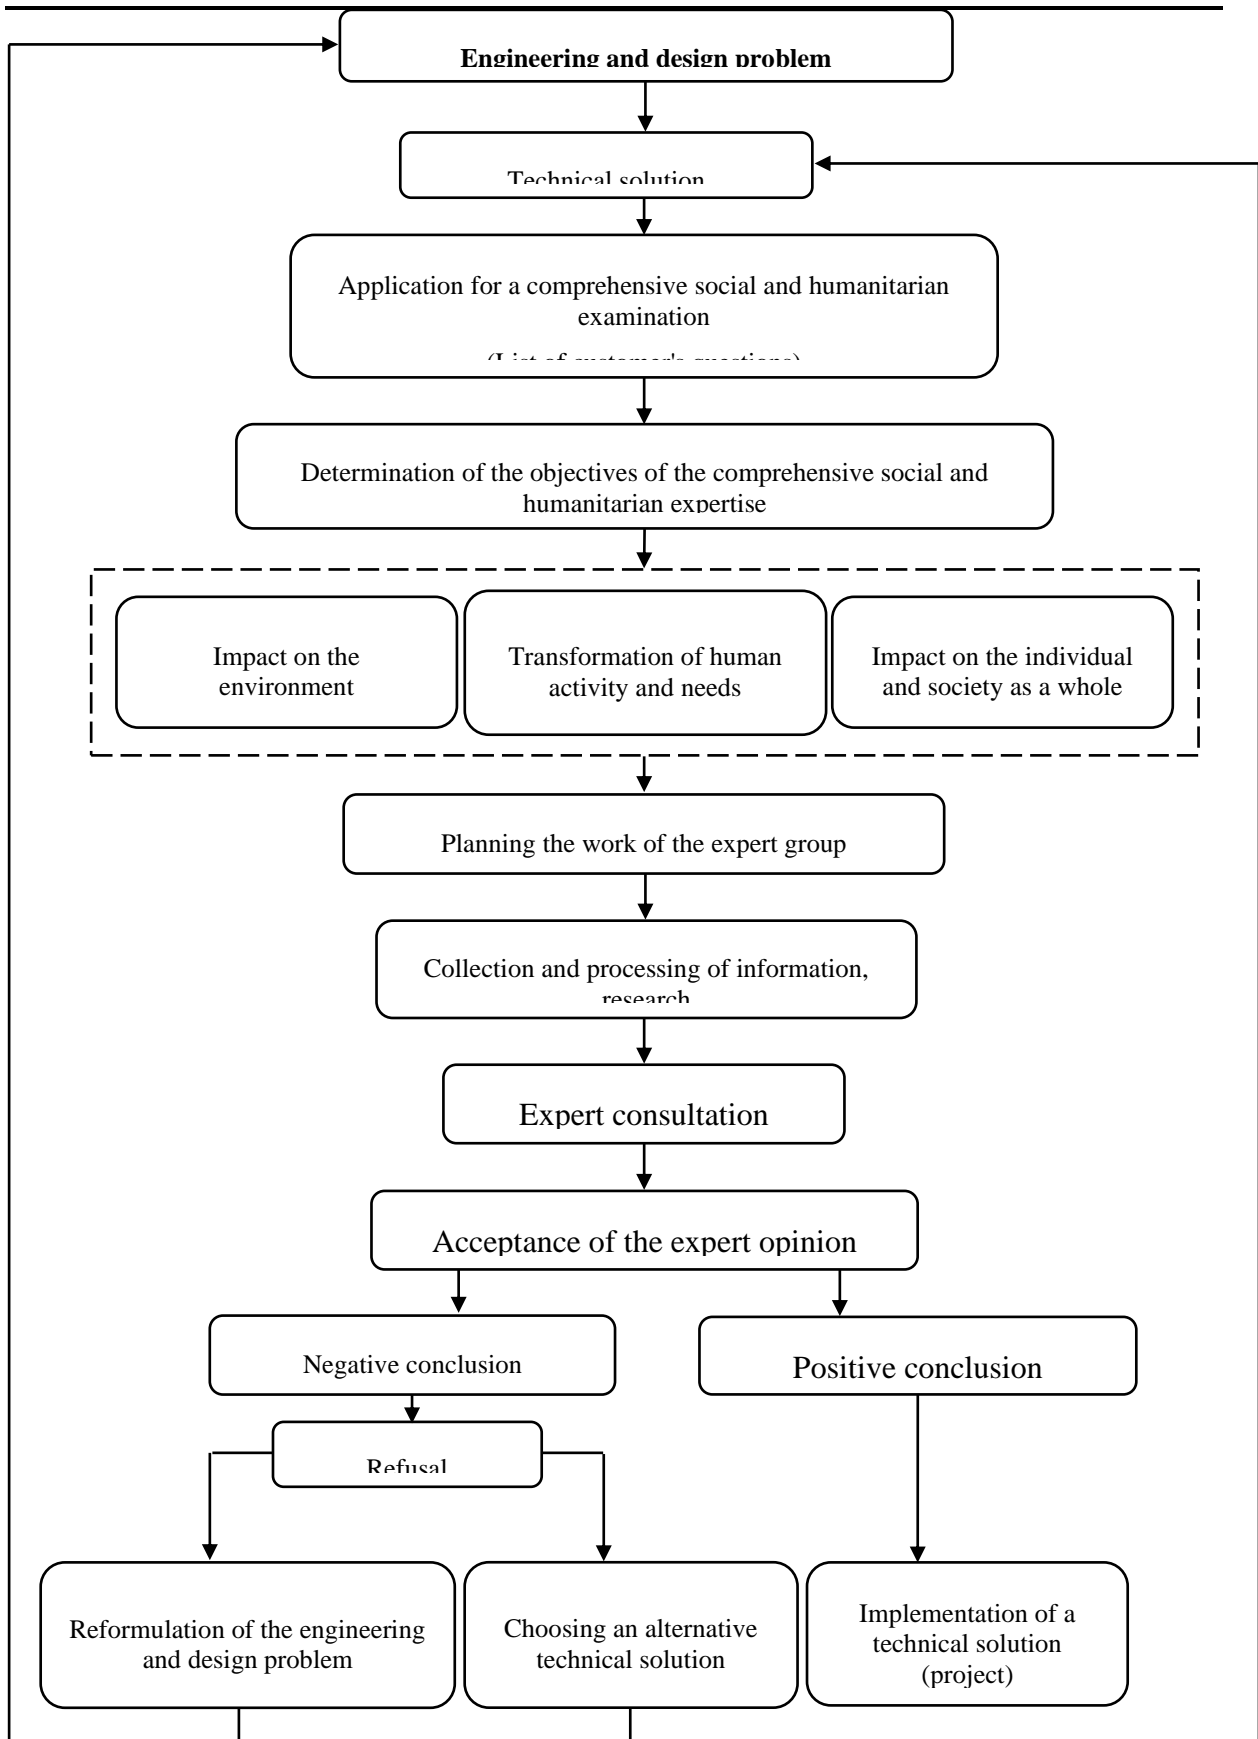 Engineering and design problem
Technical solution
Application for a comprehensive social and humanitarian
examination
(List of customer's questions)
Determination of the objectives of the comprehensive social and
humanitarian expertise
Impact on the
environment
Transformation of human
activity and needs
Impact on the individual
and society as a whole
Planning the work of the expert group
Collection and processing of information,
research
Expert consultation
Acceptance of the expert opinion
Negative conclusion
Positive conclusion
Refusal
Reformulation of the engineering
and design problem
Choosing an alternative
technical solution
Implementation of a
technical solution
(project)